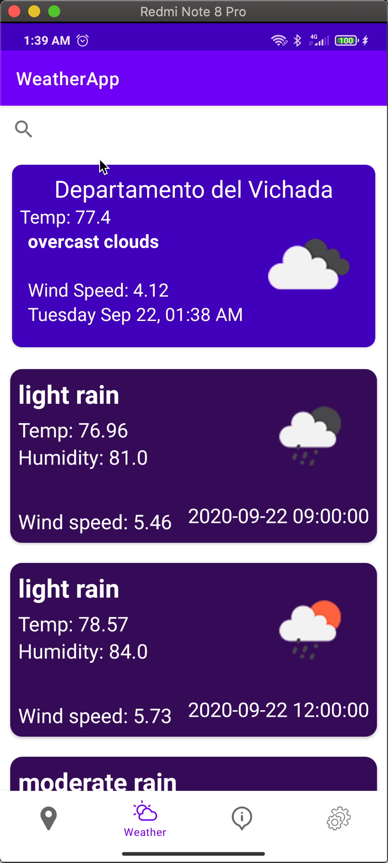 Redmi Note 8 Pro
1:39 AM 4G 100
WeatherApp
Departamento del Vichada
Temp: 77.4
overcast clouds
Wind Speed: 4.12
Tuesday Sep 22, 01:38 AM
light rain
Temp: 76.96
Humidity: 81.0
Wind speed: 5.46 2020-09-22 09:00:00
light rain
Temp: 78.57
Humidity: 84.0
Wind speed: 5.73 2020-09-22 12:00:00
moderate rain
Weather